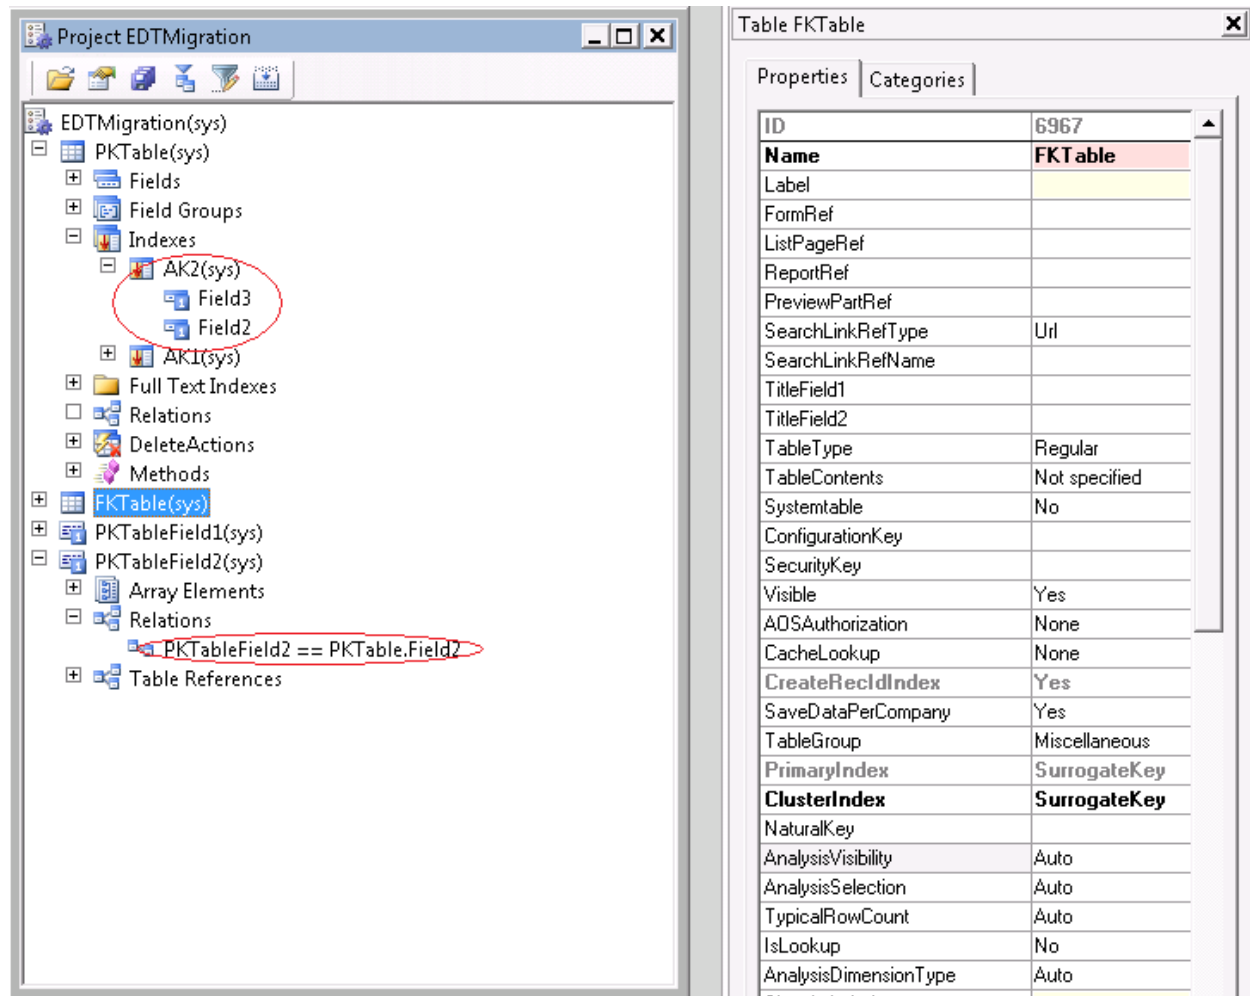 Project EDTMigration
EDTMigration(sys)
PKTable(sys)
Fields
Field Groups
Indexes
AK2(sys)
Field3
Field2
AK1(sys)
Full Text Indexes
Relations
DeleteActions
Methods
FKTable(sys)
PKTableField1(sys)
PKTableField2(sys)
Array Elements
Relations
PKTableField2 == PKTable.Field2
Table References
Table FKTable
Properties Categories
ID 6967
Name FKTable
Label
FormRef
ListPageRef
ReportRef
PreviewPartRef
SearchLinkRefType Url
SearchLinkRefName
TitleField1
TitleField2
TableType Regular
TableContents Not specified
Systemtable No
ConfigurationKey
SecurityKey
Visible Yes
AOSAuthorization None
CacheLookup None
CreateRecIdIndex Yes
SaveDataPerCompany Yes
TableGroup Miscellaneous
PrimaryIndex SurrogateKey
ClusterIndex SurrogateKey
NaturalKey
AnalysisVisibility Auto
AnalysisSelection Auto
TypicalRowCount Auto
IsLookup No
AnalysisDimensionType Auto